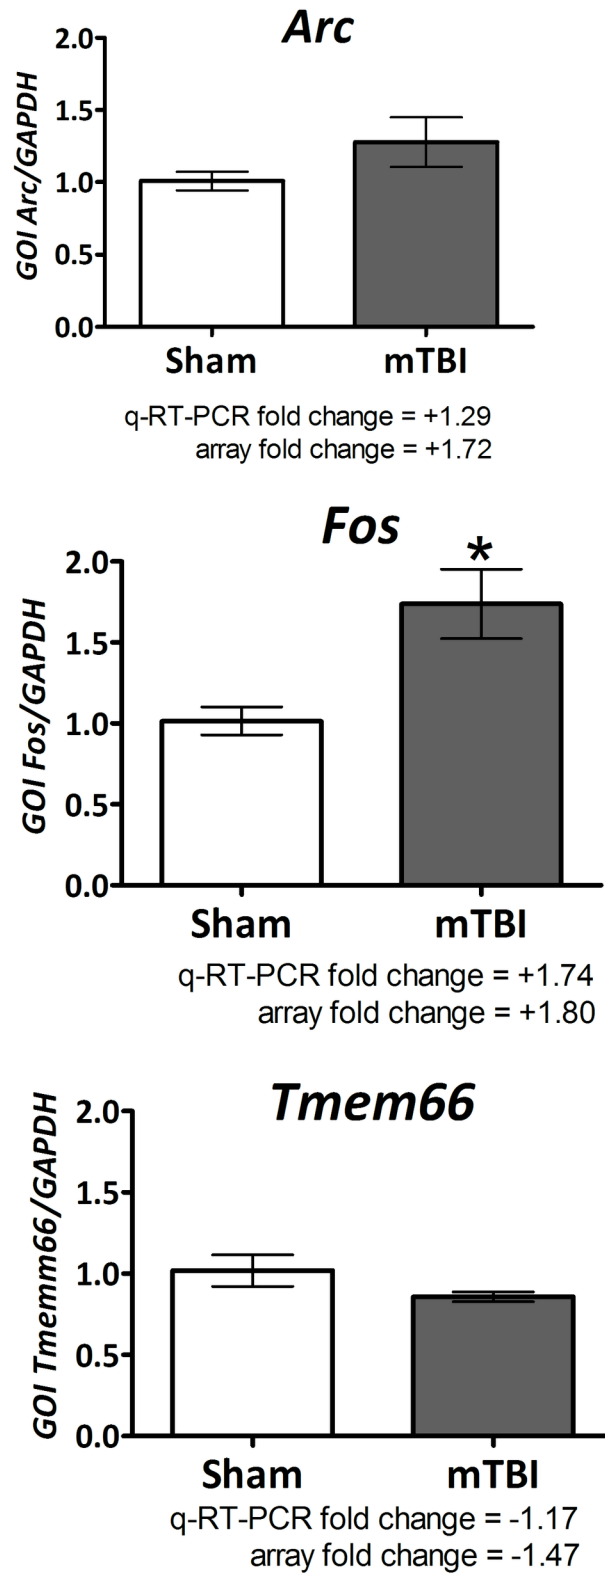 Arc
GOI Arc/GAPDH
2.0
1.5
1.0
0.5
0.0
Sham mTBI
q-RT-PCR fold change = +1.29
array fold change = +1.72
Fos
*
GOI Fos/GAPDH
2.0
1.5
1.0
0.5
0.0
Sham mTBI
q-RT-PCR fold change = +1.74
array fold change = +1.80
Tmem66
GOI Tmemm66/GAPDH
2.0
1.5
1.0
0.5
0.0
Sham mTBI
q-RT-PCR fold change = -1.17
array fold change = -1.47